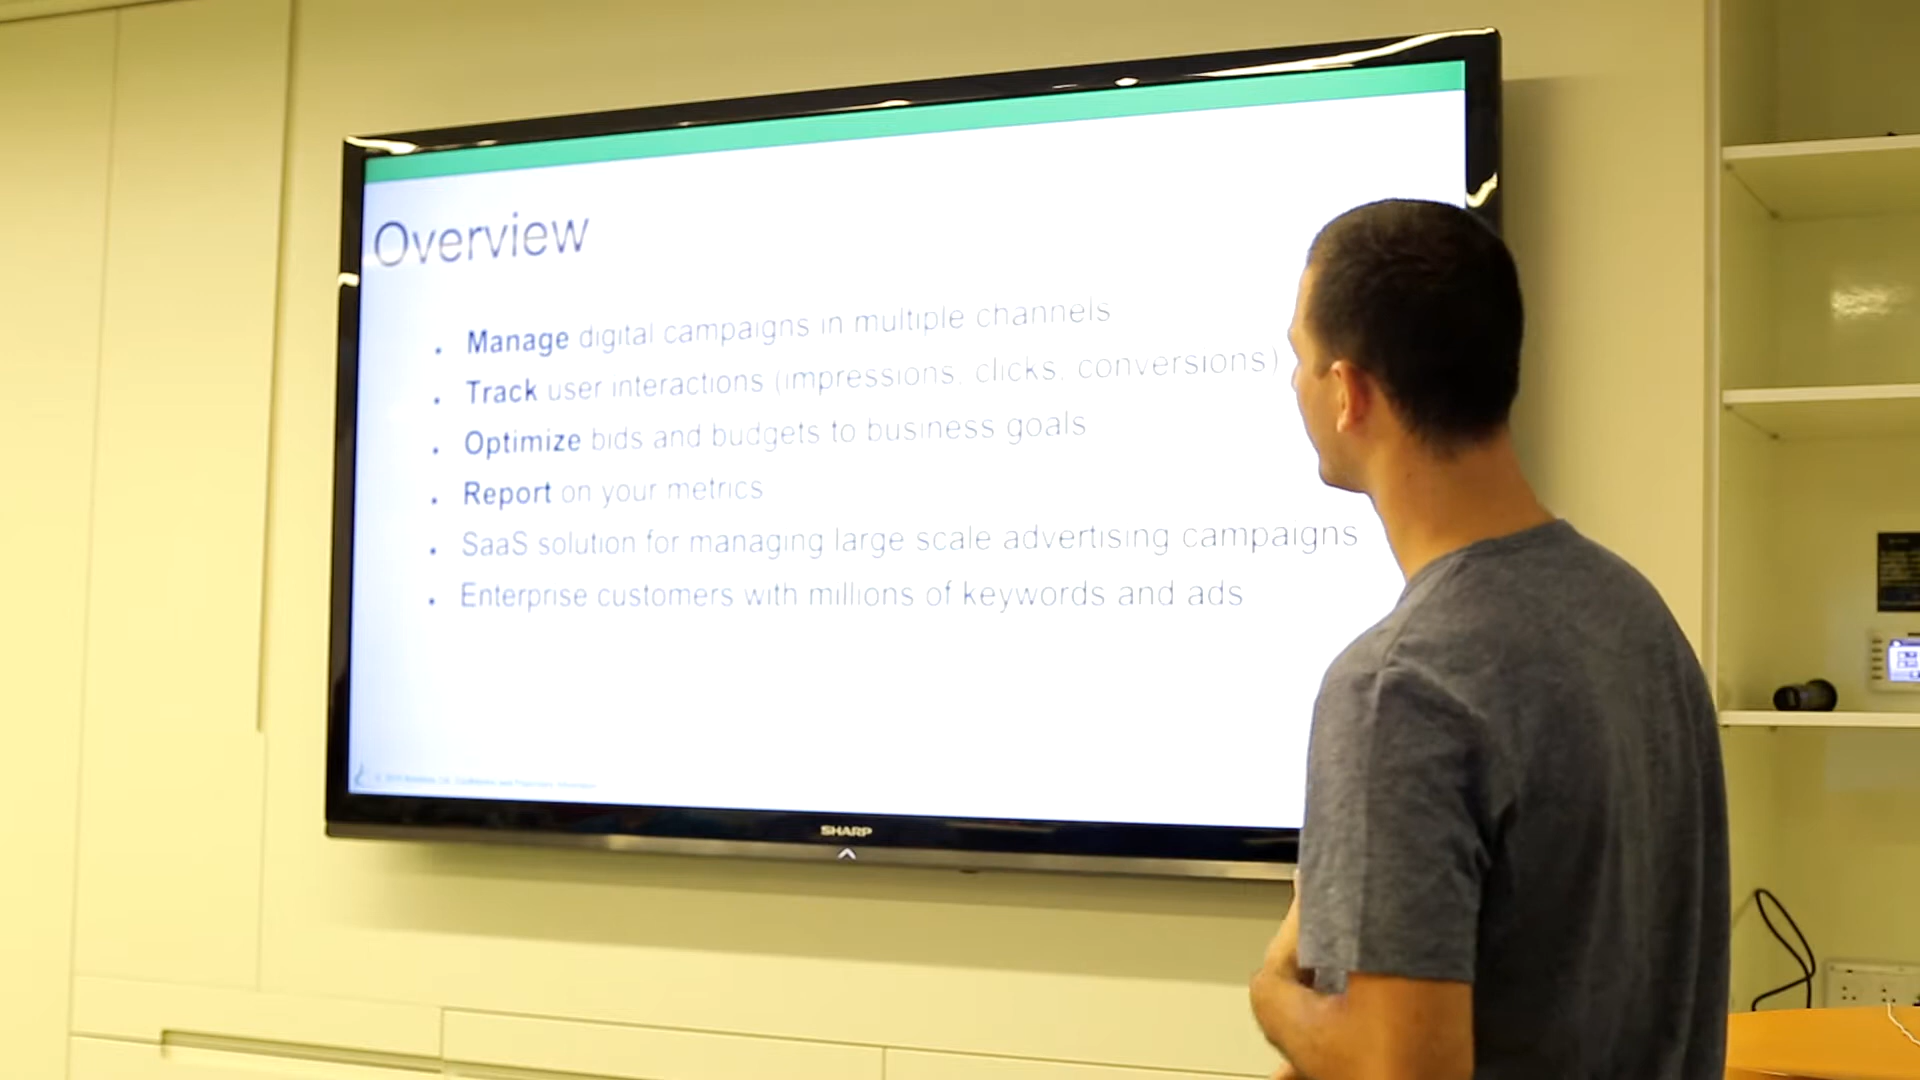 Overview
• Manage digital campaigns in multiple channels
• Track user interactions (impressions, clicks, conversions)
• Optimize bids and budgets to business goals
• Report on your metrics
• SaaS solution for managing large scale advertising campaigns
• Enterprise customers with millions of keywords and ads
SHARP